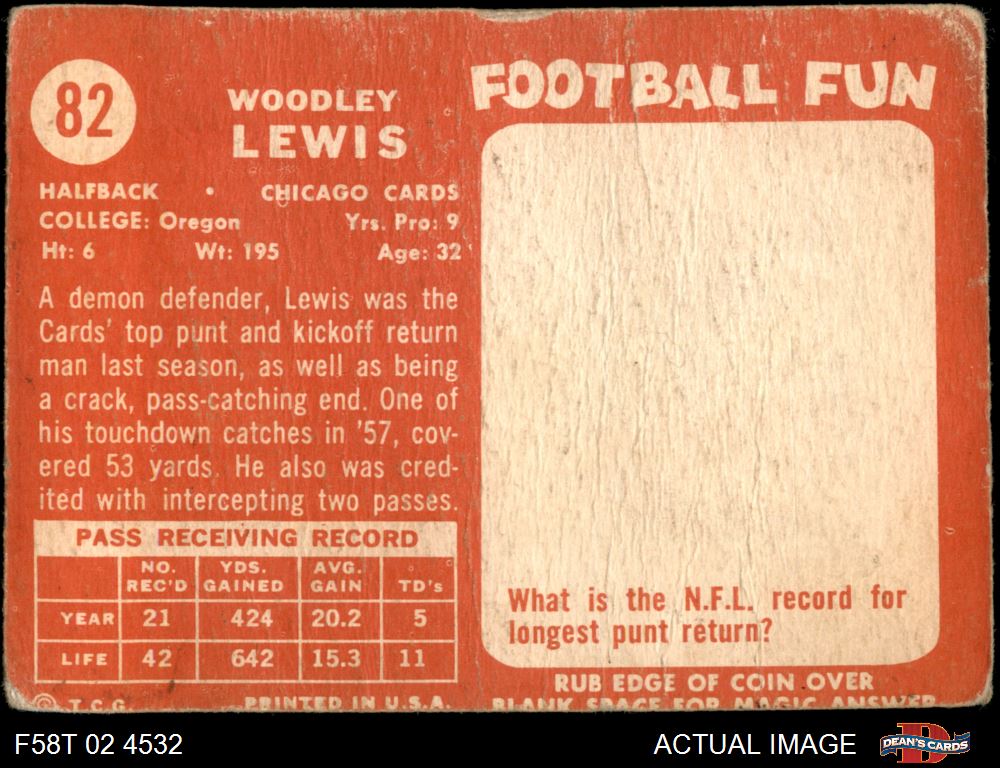 82
WOODLEY
LEWIS
HALFBACK • CHICAGO CARDS
COLLEGE: Oregon Yrs. Pro: 9
Ht: 6 Wt: 195 Age: 32
A demon defender, Lewis was the
Cards' top punt and kickoff return
man last season, as well as being
a crack, pass-catching end. One of
his touchdown catches in '57, cov-
ered 53 yards. He also was cred-
ited with intercepting two passes.
PASS RECEIVING RECORD
NO. REC'D YDS. GAINED AVG. GAIN TD's
YEAR 21 424 20.2 5
LIFE 42 642 15.3 11
© T.C.G. PRINTED IN U.S.A.
FOOTBALL FUN
What is the N.F.L. record for
longest punt return?
RUB EDGE OF COIN OVER
BLANK SPACE FOR MAGIC ANSWER
F58T 02 4532
ACTUAL IMAGE
DEAN'S CARDS